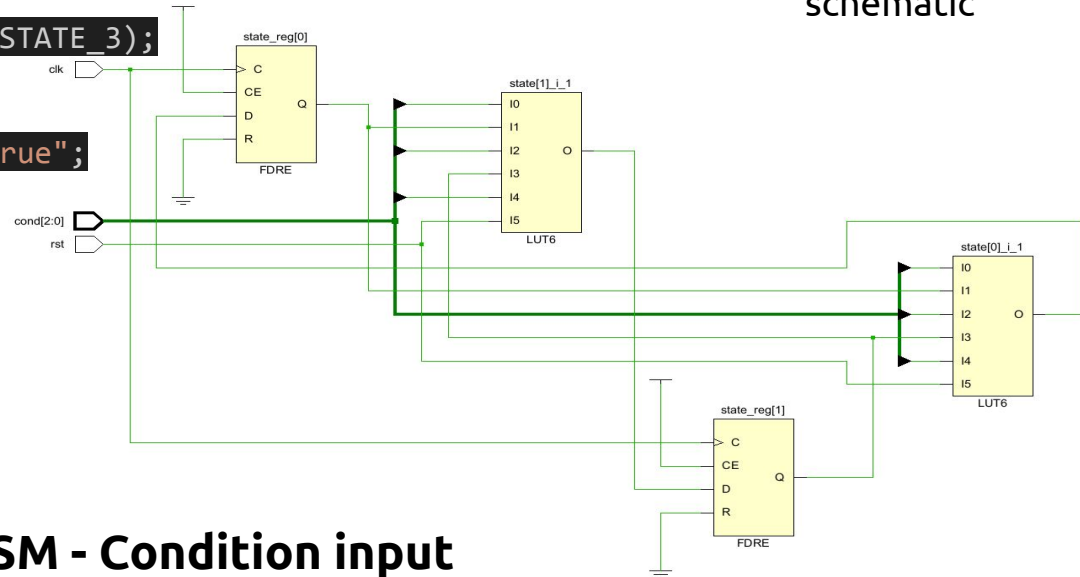 schematic
STATE_3);
state_reg[0]
clk
C
CE
D
R
Q
FDRE
rue";
state[1]_i_1
I0
I1
I2
I3
I4
I5
O
LUT6
cond[2:0]
rst
state[0]_i_1
I0
I1
I2
I3
I4
I5
O
LUT6
state_reg[1]
C
CE
D
R
Q
FDRE
SM - Condition input